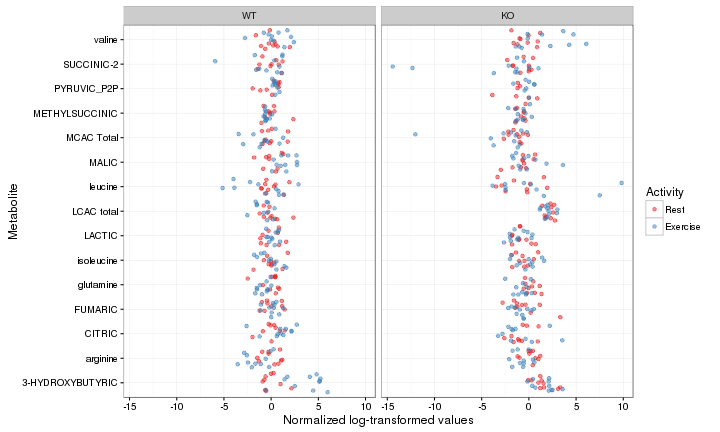 WT KO
valine
SUCCINIC-2
PYRUVIC_P2P
METHYLSUCCINIC
MCAC Total
MALIC
leucine
LCAC total
LACTIC
isoleucine
glutamine
FUMARIC
CITRIC
arginine
3-HYDROXYBUTYRIC
Metabolite
-15 -10 -5 0 5 10 -15 -10 -5 0 5 10
Normalized log-transformed values
Activity
Rest
Exercise